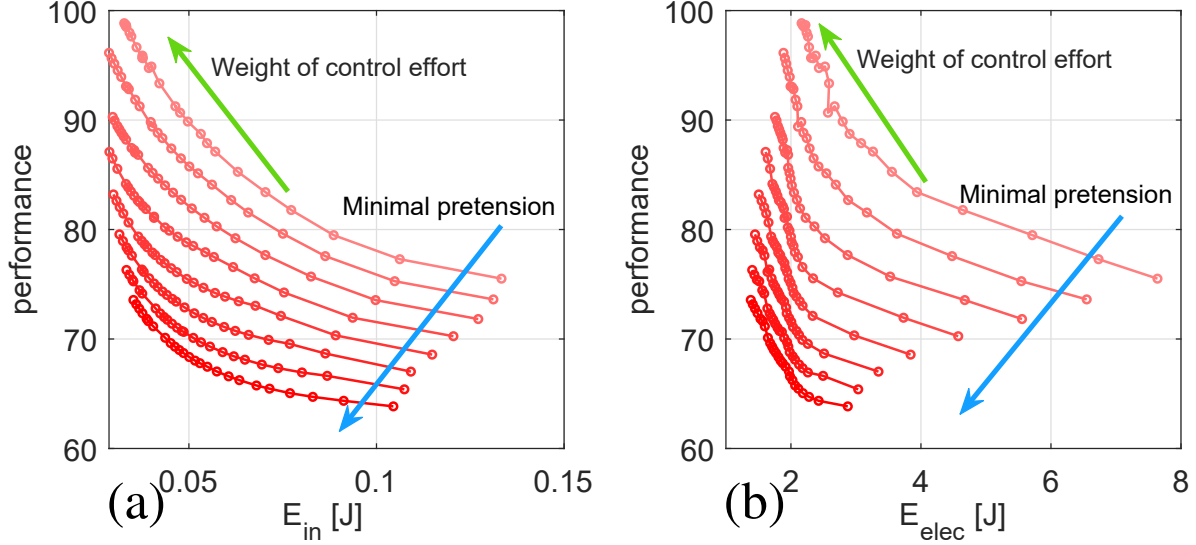 100
90
80
70
60
performance
Weight of control effort
Minimal pretension
0.05
0.1
0.15
(a)
E_in [J]
100
90
80
70
60
performance
Weight of control effort
Minimal pretension
2
4
6
8
(b)
E_elec [J]